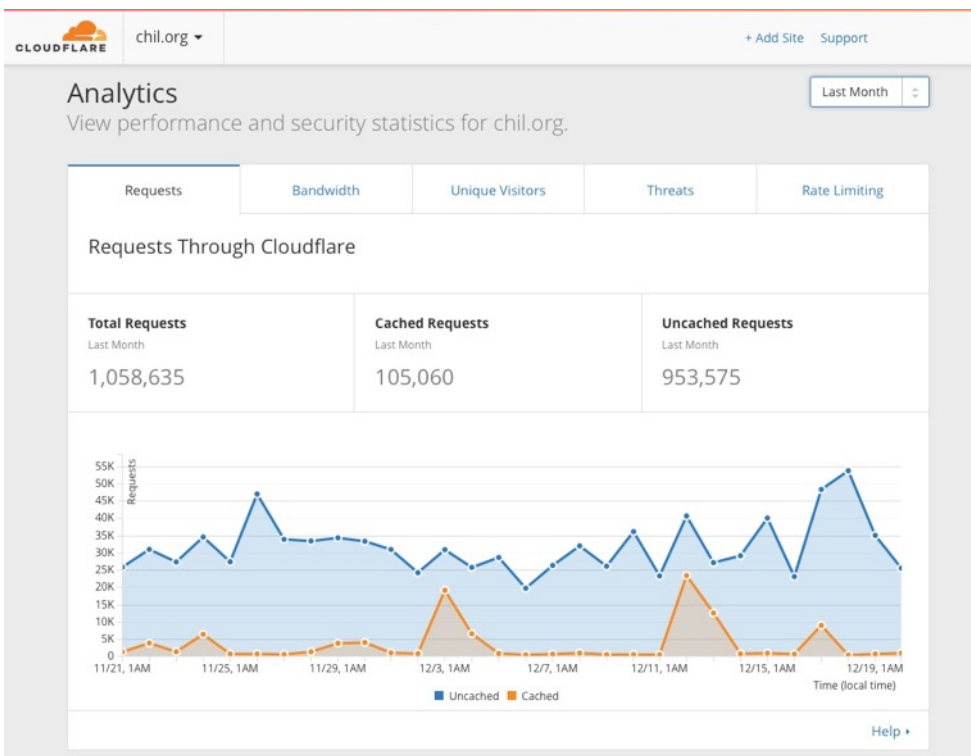 CLOUDFLARE
chil.org
+ Add Site Support
Analytics
Last Month
View performance and security statistics for chil.org.
Requests Bandwidth Unique Visitors Threats Rate Limiting
Requests Through Cloudflare
Total Requests Cached Requests Uncached Requests
Last Month Last Month Last Month
1,058,635 105,060 953,575
Requests
55K
50K
45K
40K
35K
30K
25K
20K
15K
10K
5K
0
11/21, 1AM 11/25, 1AM 11/29, 1AM 12/3, 1AM 12/7, 1AM 12/11, 1AM 12/15, 1AM 12/19, 1AM
Time (local time)
Uncached Cached
Help